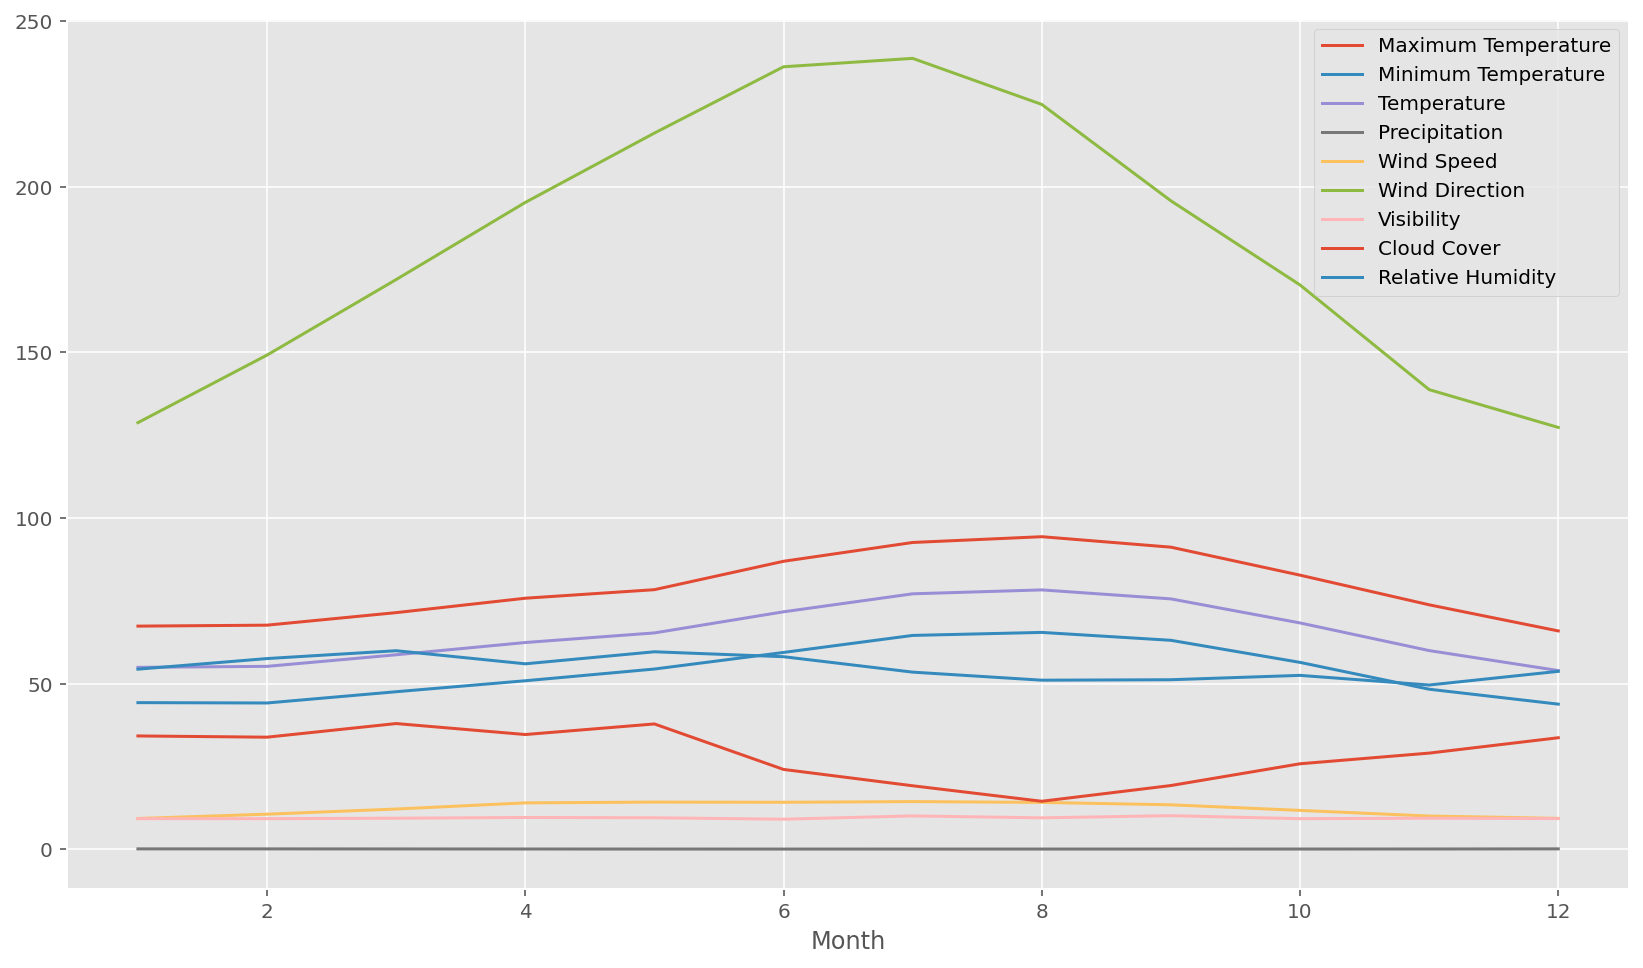 250
200
150
100
50
0
Maximum Temperature
Minimum Temperature
Temperature
Precipitation
Wind Speed
Wind Direction
Visibility
Cloud Cover
Relative Humidity
2 4 6 8 10 12
Month